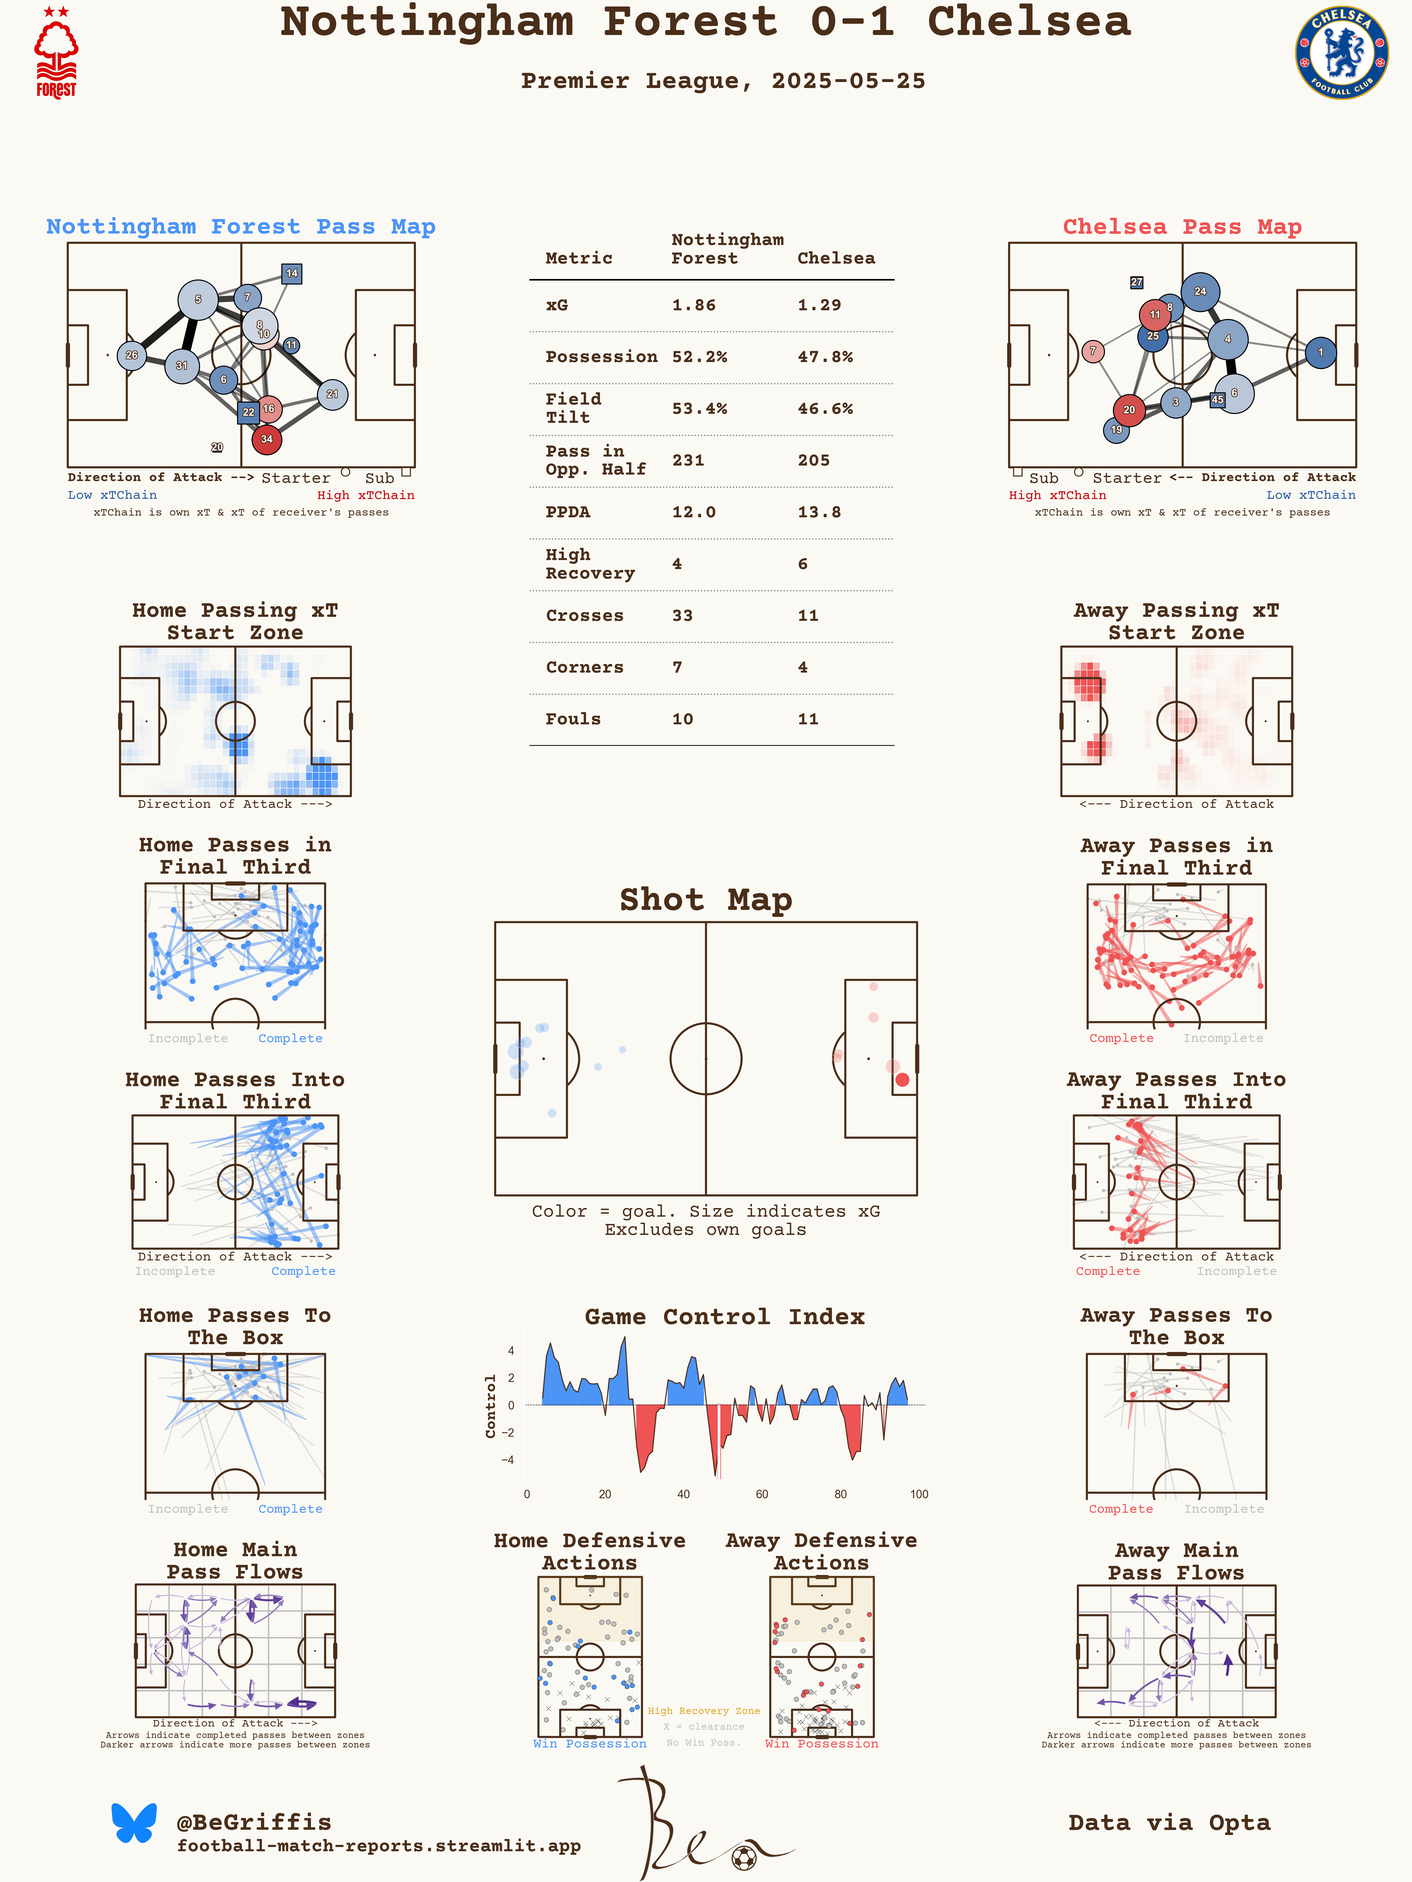 Nottingham Forest 0-1 Chelsea
Premier League, 2025-05-25
FOREST
CHELSEA
FOOTBALL CLUB
Nottingham Forest Pass Map
14
5
7
8
10
11
26
31
6
21
22
16
34
20
Direction of Attack --> Starter Sub
Low xTChain High xTChain
xTChain is own xT & xT of receiver's passes
Metric Nottingham Forest Chelsea
xG 1.86 1.29
Possession 52.2% 47.8%
Field Tilt 53.4% 46.6%
Pass in Opp. Half 231 205
PPDA 12.0 13.8
High Recovery 4 6
Crosses 33 11
Corners 7 4
Fouls 10 11
Chelsea Pass Map
27
24
8
11
25
4
7
1
6
45
3
20
19
Sub Starter <-- Direction of Attack
High xTChain Low xTChain
xTChain is own xT & xT of receiver's passes
Home Passing xT
Start Zone
Direction of Attack --->
Away Passing xT
Start Zone
<--- Direction of Attack
Home Passes in
Final Third
Incomplete Complete
Away Passes in
Final Third
Complete Incomplete
Shot Map
Color = goal. Size indicates xG
Excludes own goals
Home Passes Into
Final Third
Direction of Attack --->
Incomplete Complete
Away Passes Into
Final Third
<--- Direction of Attack
Complete Incomplete
Home Passes To
The Box
Incomplete Complete
Game Control Index
Control
4
2
0
−2
−4
0 20 40 60 80 100
Away Passes To
The Box
Complete Incomplete
Home Main
Pass Flows
Direction of Attack --->
Arrows indicate completed passes between zones
Darker arrows indicate more passes between zones
Home Defensive
Actions
Win Possession
High Recovery Zone
X = clearance
No Win Poss.
Away Defensive
Actions
Win Possession
Away Main
Pass Flows
<--- Direction of Attack
Arrows indicate completed passes between zones
Darker arrows indicate more passes between zones
@BeGriffis
football-match-reports.streamlit.app
Ben
Data via Opta